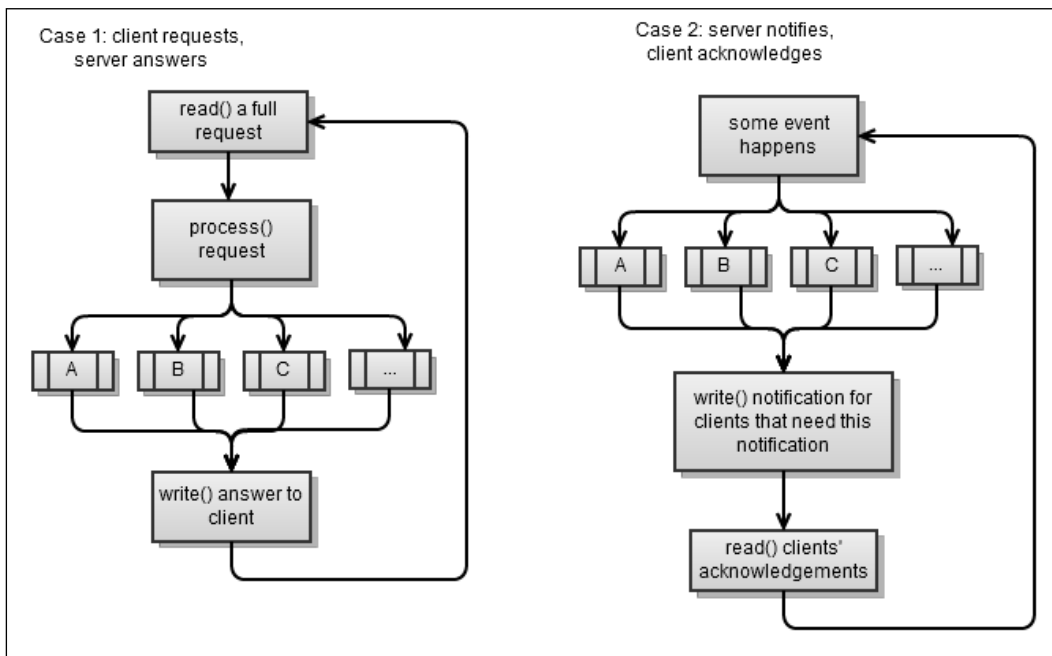 Case 1: client requests,
server answers
read() a full
request
process()
request
A
B
C
...
write() answer to
client
Case 2: server notifies,
client acknowledges
some event
happens
A
B
C
...
write() notification for
clients that need this
notification
read() clients'
acknowledgements